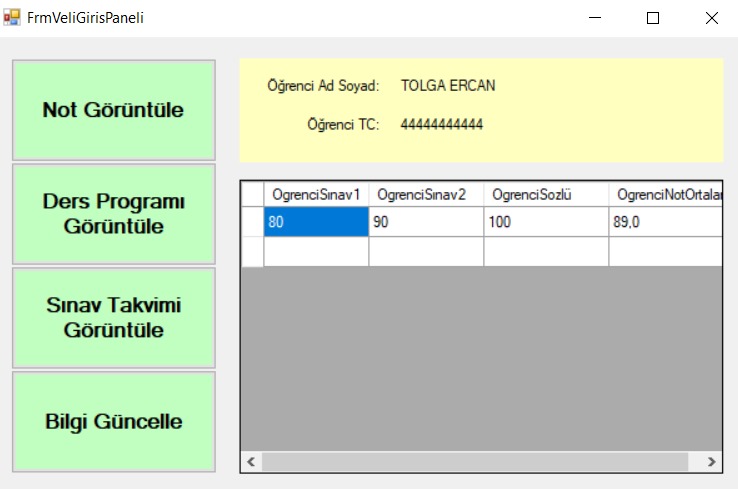 FrmVeliGirisPaneli
Not Görüntüle
Ders Programı
Görüntüle
Sınav Takvimi
Görüntüle
Bilgi Güncelle
Öğrenci Ad Soyad: TOLGA ERCAN
Öğrenci TC: 44444444444
OgrenciSınav1 OgrenciSınav2 OgrenciSozlü OgrenciNotOrtalar
80 90 100 89,0